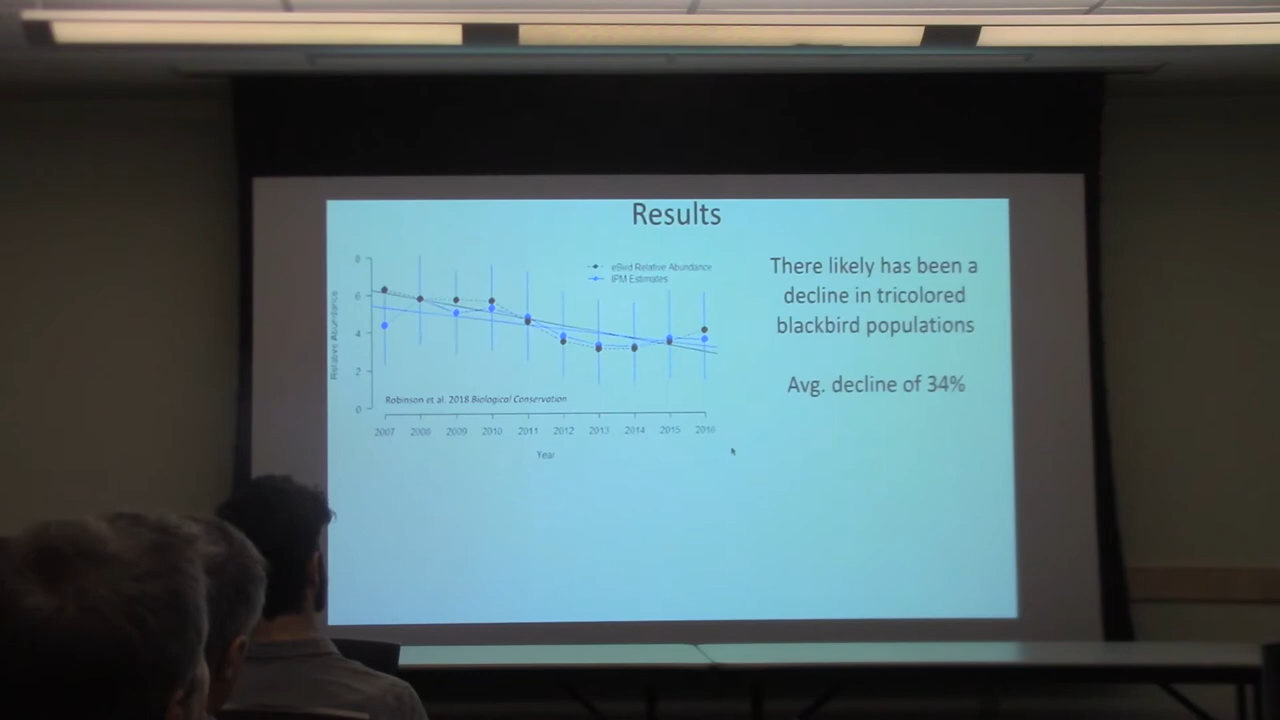 Results
8
6
4
2
0
Relative Abundance
eBird Relative Abundance
IPM Estimates
Robinson et al. 2018 Biological Conservation
2007 2008 2009 2010 2011 2012 2013 2014 2015 2016
Year
There likely has been a
decline in tricolored
blackbird populations
Avg. decline of 34%